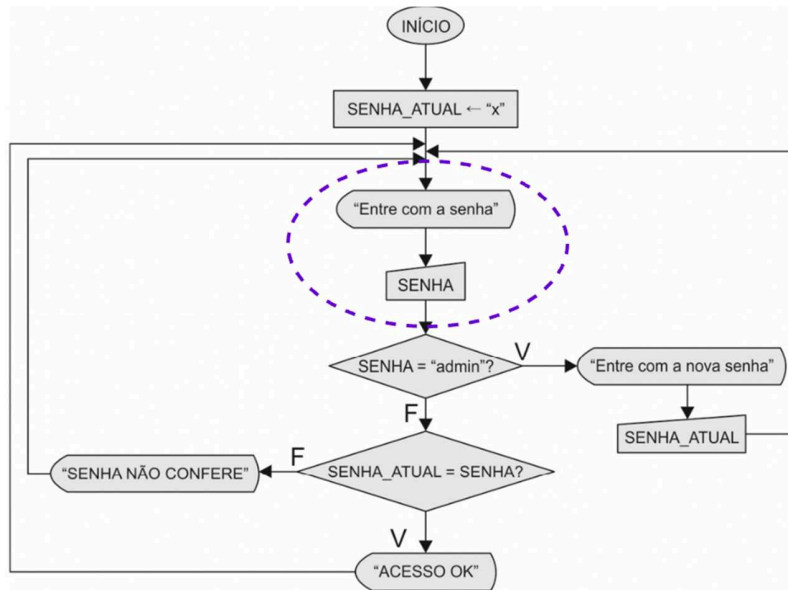 INÍCIO
SENHA_ATUAL ← “x”
“Entre com a senha”
SENHA
SENHA = “admin”?
V
“Entre com a nova senha”
F
SENHA_ATUAL
F
SENHA_ATUAL = SENHA?
“SENHA NÃO CONFERE”
V
“ACESSO OK”